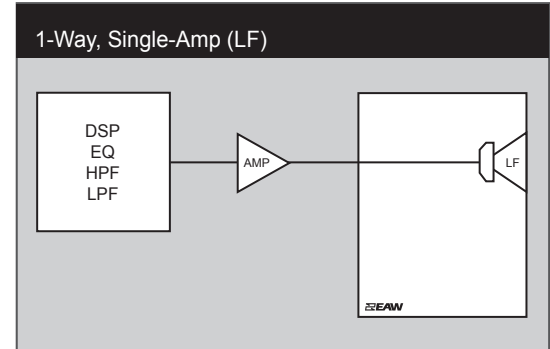 1-Way, Single-Amp (LF)
DSP
EQ
HPF
LPF
AMP
LF
EAW